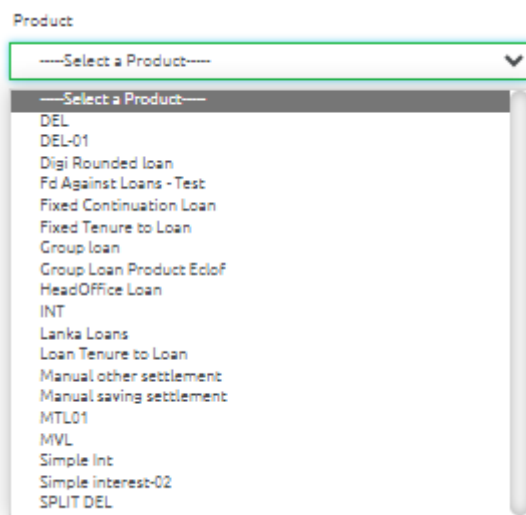 Product
-----Select a Product-----
-----Select a Product-----
DEL
DEL-01
Digi Rounded loan
Fd Against Loans - Test
Fixed Continuation Loan
Fixed Tenure to Loan
Group loan
Group Loan Product Eclof
HeadOffice Loan
INT
Lanka Loans
Loan Tenure to Loan
Manual other settlement
Manual saving settlement
MTL01
MVL
Simple Int
Simple interest-02
SPLIT DEL